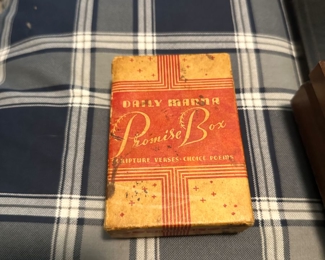 DAILY MANNA
Promise Box
SCRIPTURE VERSES · CHOICE POEMS